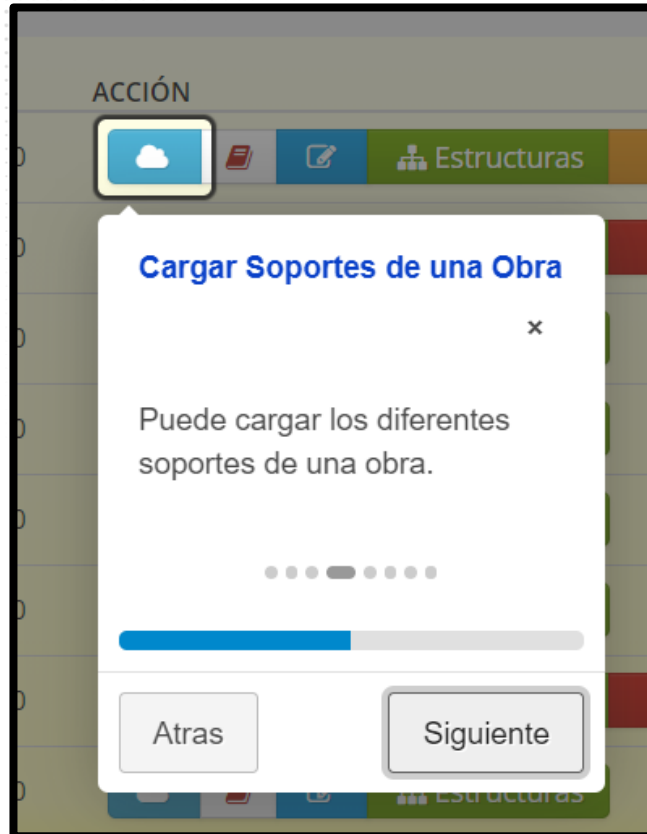 ACCIÓN
Estructuras
Cargar Soportes de una Obra
×
Puede cargar los diferentes
soportes de una obra.
Atras
Siguiente
Estructuras